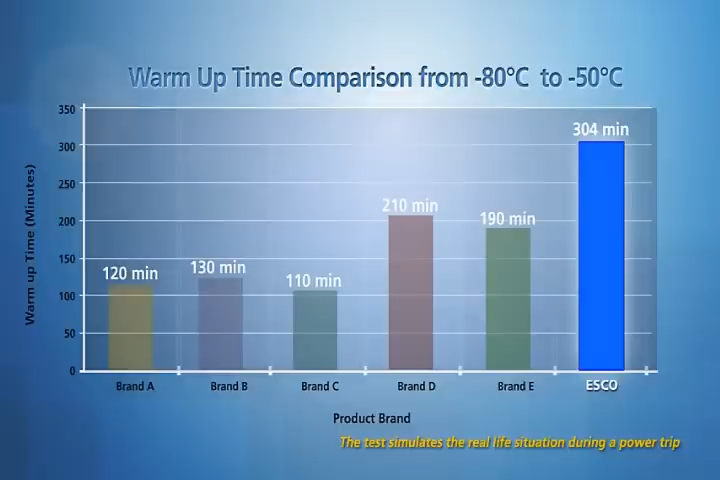 Warm Up Time Comparison from -80°C to -50°C
350
300
250
200
150
100
50
0
Warm up Time (Minutes)
120 min
130 min
110 min
210 min
190 min
304 min
Brand A
Brand B
Brand C
Brand D
Brand E
ESCO
Product Brand
The test simulates the real life situation during a power trip